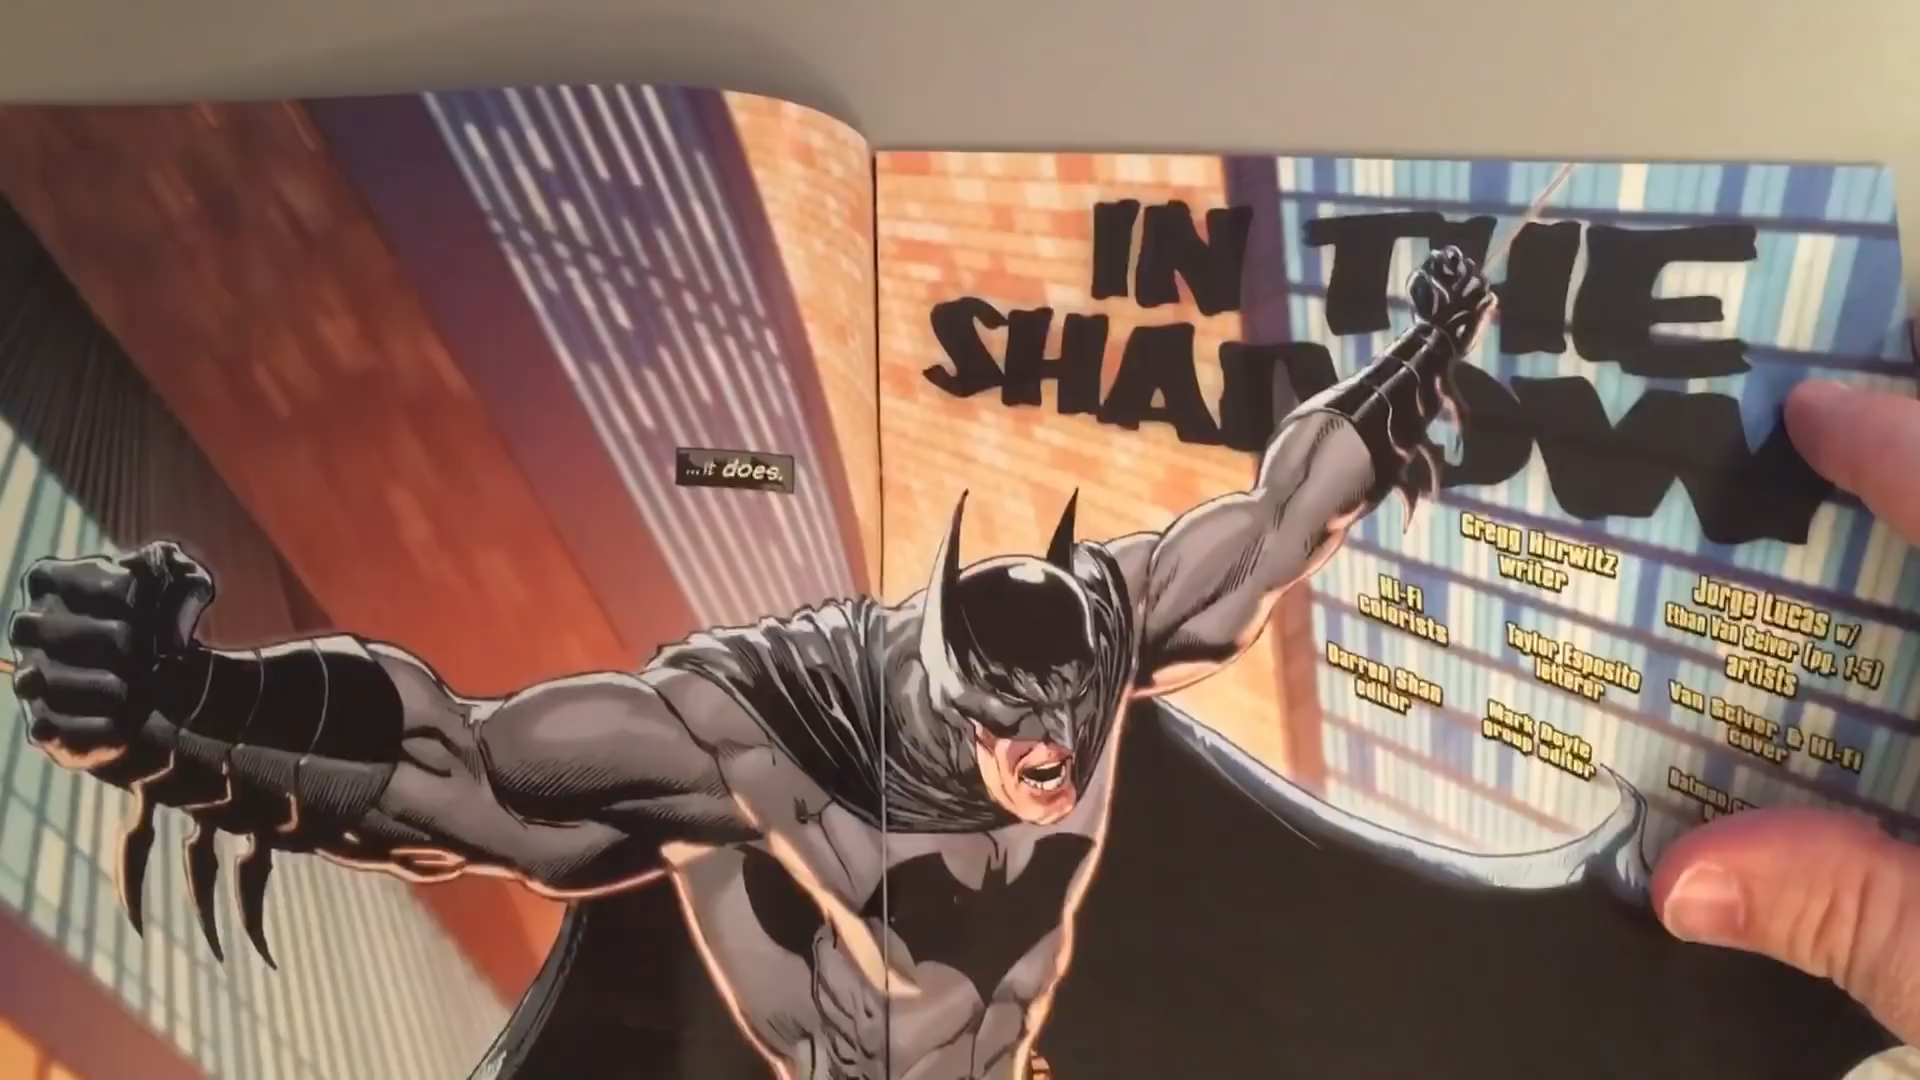 ...it does.
IN THE
SHADOW
Gregg Hurwitz
writer
Jorge Lucas w/
Ethan Van Sciver (pg. 1-5)
artists
Hi-Fi
colorists
Taylor Esposito
letterer
Van Sciver & Hi-Fi
cover
Darren Shan
editor
Mark Doyle
group editor
Batman